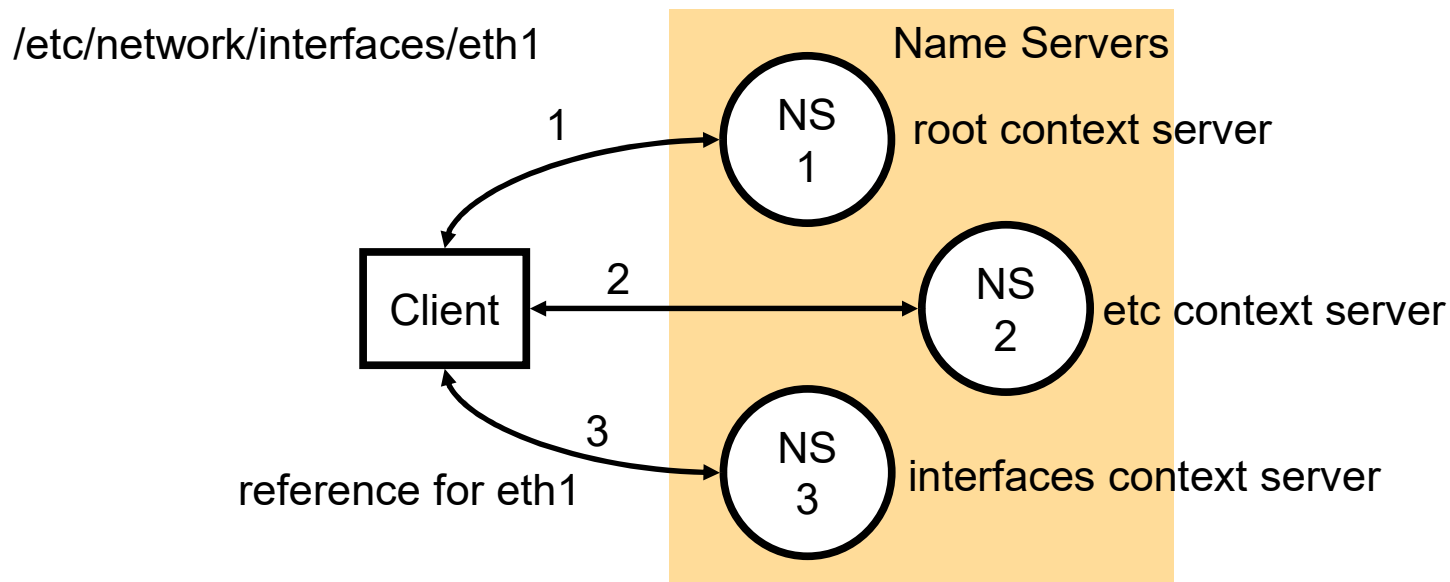 /etc/network/interfaces/eth1
Name Servers
1
NS
1
root context server
Client
2
NS
2
etc context server
3
NS
3
interfaces context server
reference for eth1